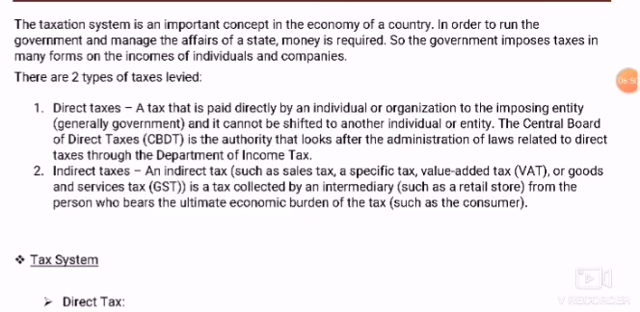 The taxation system is an important concept in the economy of a country. In order to run the
government and manage the affairs of a state, money is required. So the government imposes taxes in
many forms on the incomes of individuals and companies.
There are 2 types of taxes levied:
1. Direct taxes – A tax that is paid directly by an individual or organization to the imposing entity
(generally government) and it cannot be shifted to another individual or entity. The Central Board
of Direct Taxes (CBDT) is the authority that looks after the administration of laws related to direct
taxes through the Department of Income Tax.
2. Indirect taxes – An indirect tax (such as sales tax, a specific tax, value-added tax (VAT), or goods
and services tax (GST)) is a tax collected by an intermediary (such as a retail store) from the
person who bears the ultimate economic burden of the tax (such as the consumer).
❖ Tax System
➢ Direct Tax:
V RECORDER